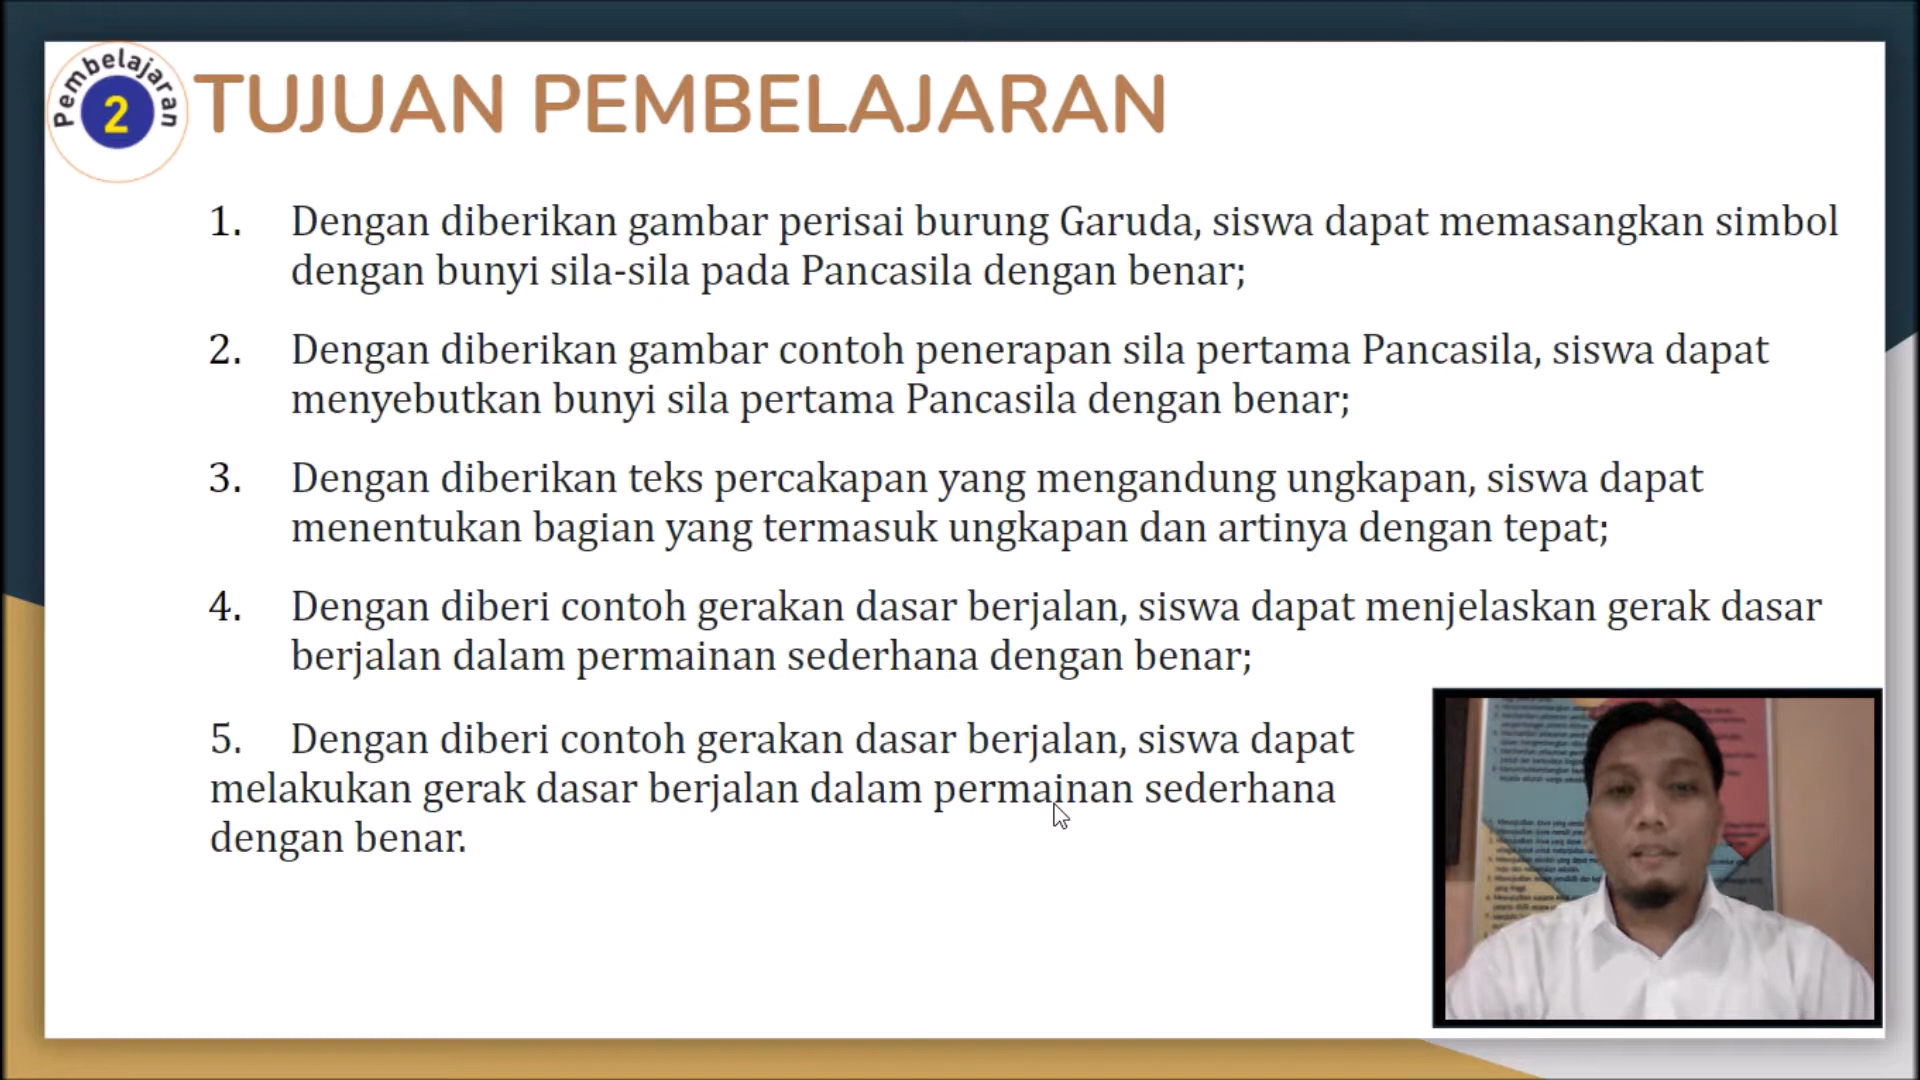 Pembelajaran
2
TUJUAN PEMBELAJARAN
1. Dengan diberikan gambar perisai burung Garuda, siswa dapat memasangkan simbol
dengan bunyi sila-sila pada Pancasila dengan benar;
2. Dengan diberikan gambar contoh penerapan sila pertama Pancasila, siswa dapat
menyebutkan bunyi sila pertama Pancasila dengan benar;
3. Dengan diberikan teks percakapan yang mengandung ungkapan, siswa dapat
menentukan bagian yang termasuk ungkapan dan artinya dengan tepat;
4. Dengan diberi contoh gerakan dasar berjalan, siswa dapat menjelaskan gerak dasar
berjalan dalam permainan sederhana dengan benar;
5. Dengan diberi contoh gerakan dasar berjalan, siswa dapat
melakukan gerak dasar berjalan dalam permainan sederhana
dengan benar.